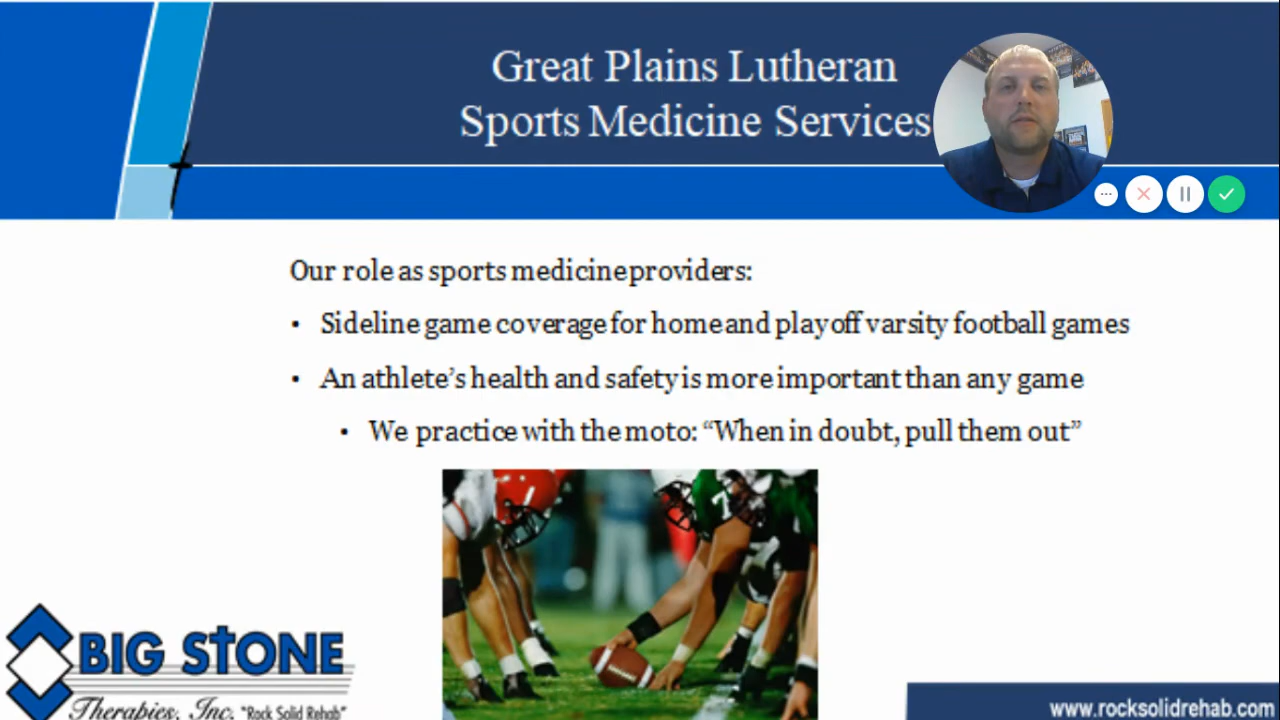 Great Plains Lutheran
Sports Medicine Services
Our role as sports medicine providers:
• Sideline game coverage for home and playoff varsity football games
• An athlete’s health and safety is more important than any game
• We practice with the moto: “When in doubt, pull them out”
7
BIG STONE
Therapies, Inc. "Rock Solid Rehab"
www.rocksolidrehab.com